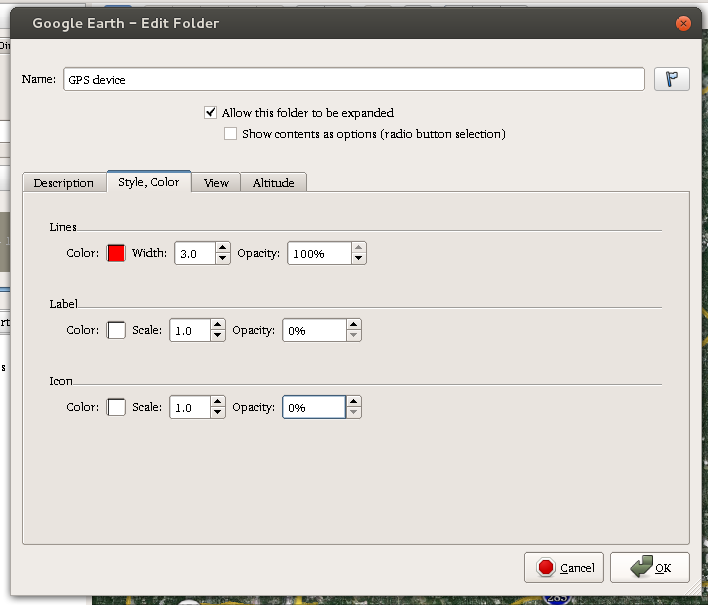 Google Earth - Edit Folder
Name: GPS device
Allow this folder to be expanded
Show contents as options (radio button selection)
Description Style, Color View Altitude
Lines
Color: Width: 3.0 Opacity: 100%
Label
Color: Scale: 1.0 Opacity: 0%
Icon
Color: Scale: 1.0 Opacity: 0%
Cancel OK
285